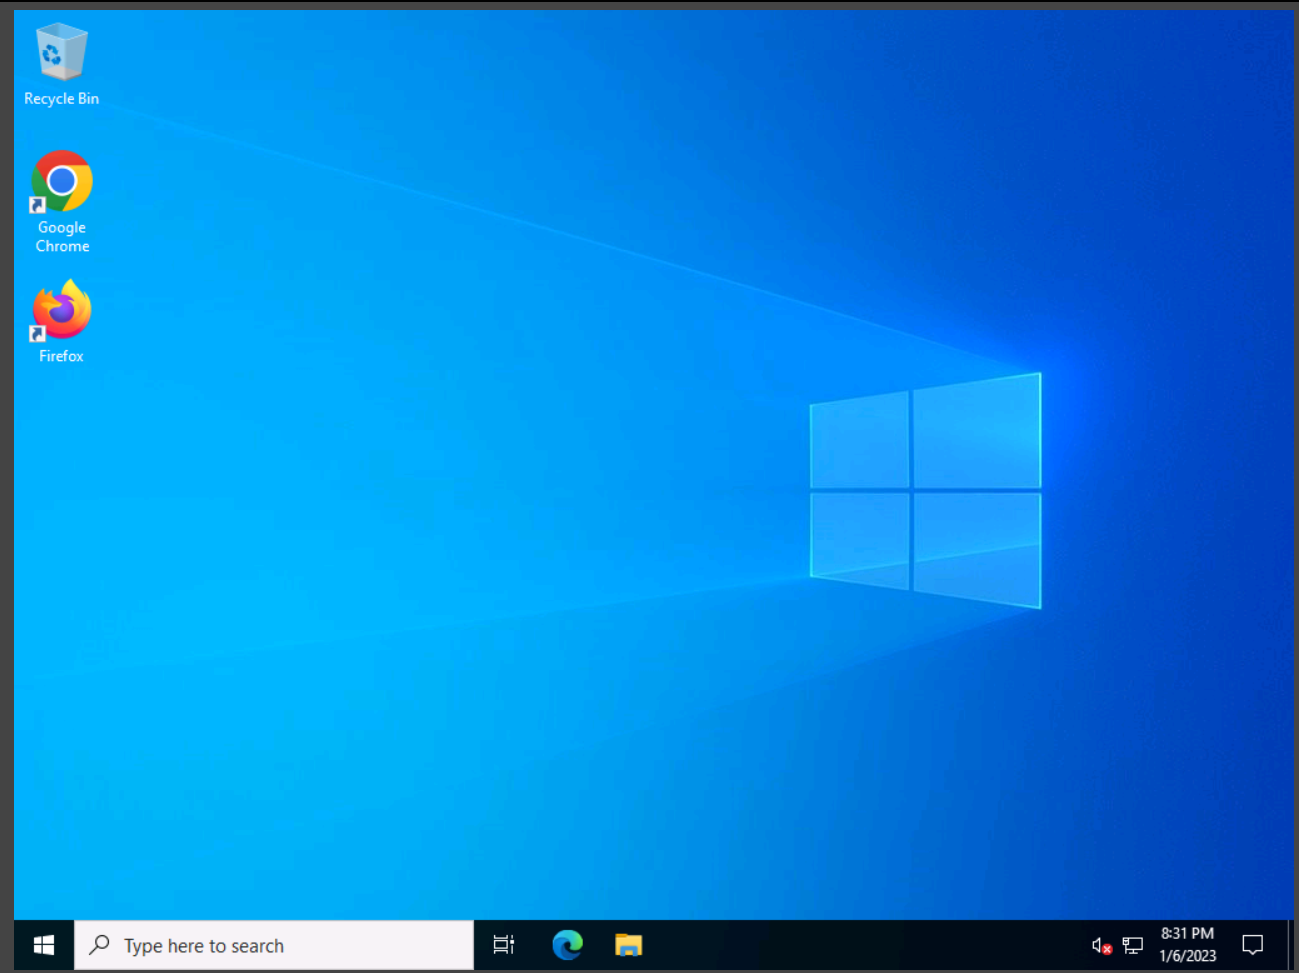 Recycle Bin
Google
Chrome
Firefox
Type here to search
8:31 PM
1/6/2023